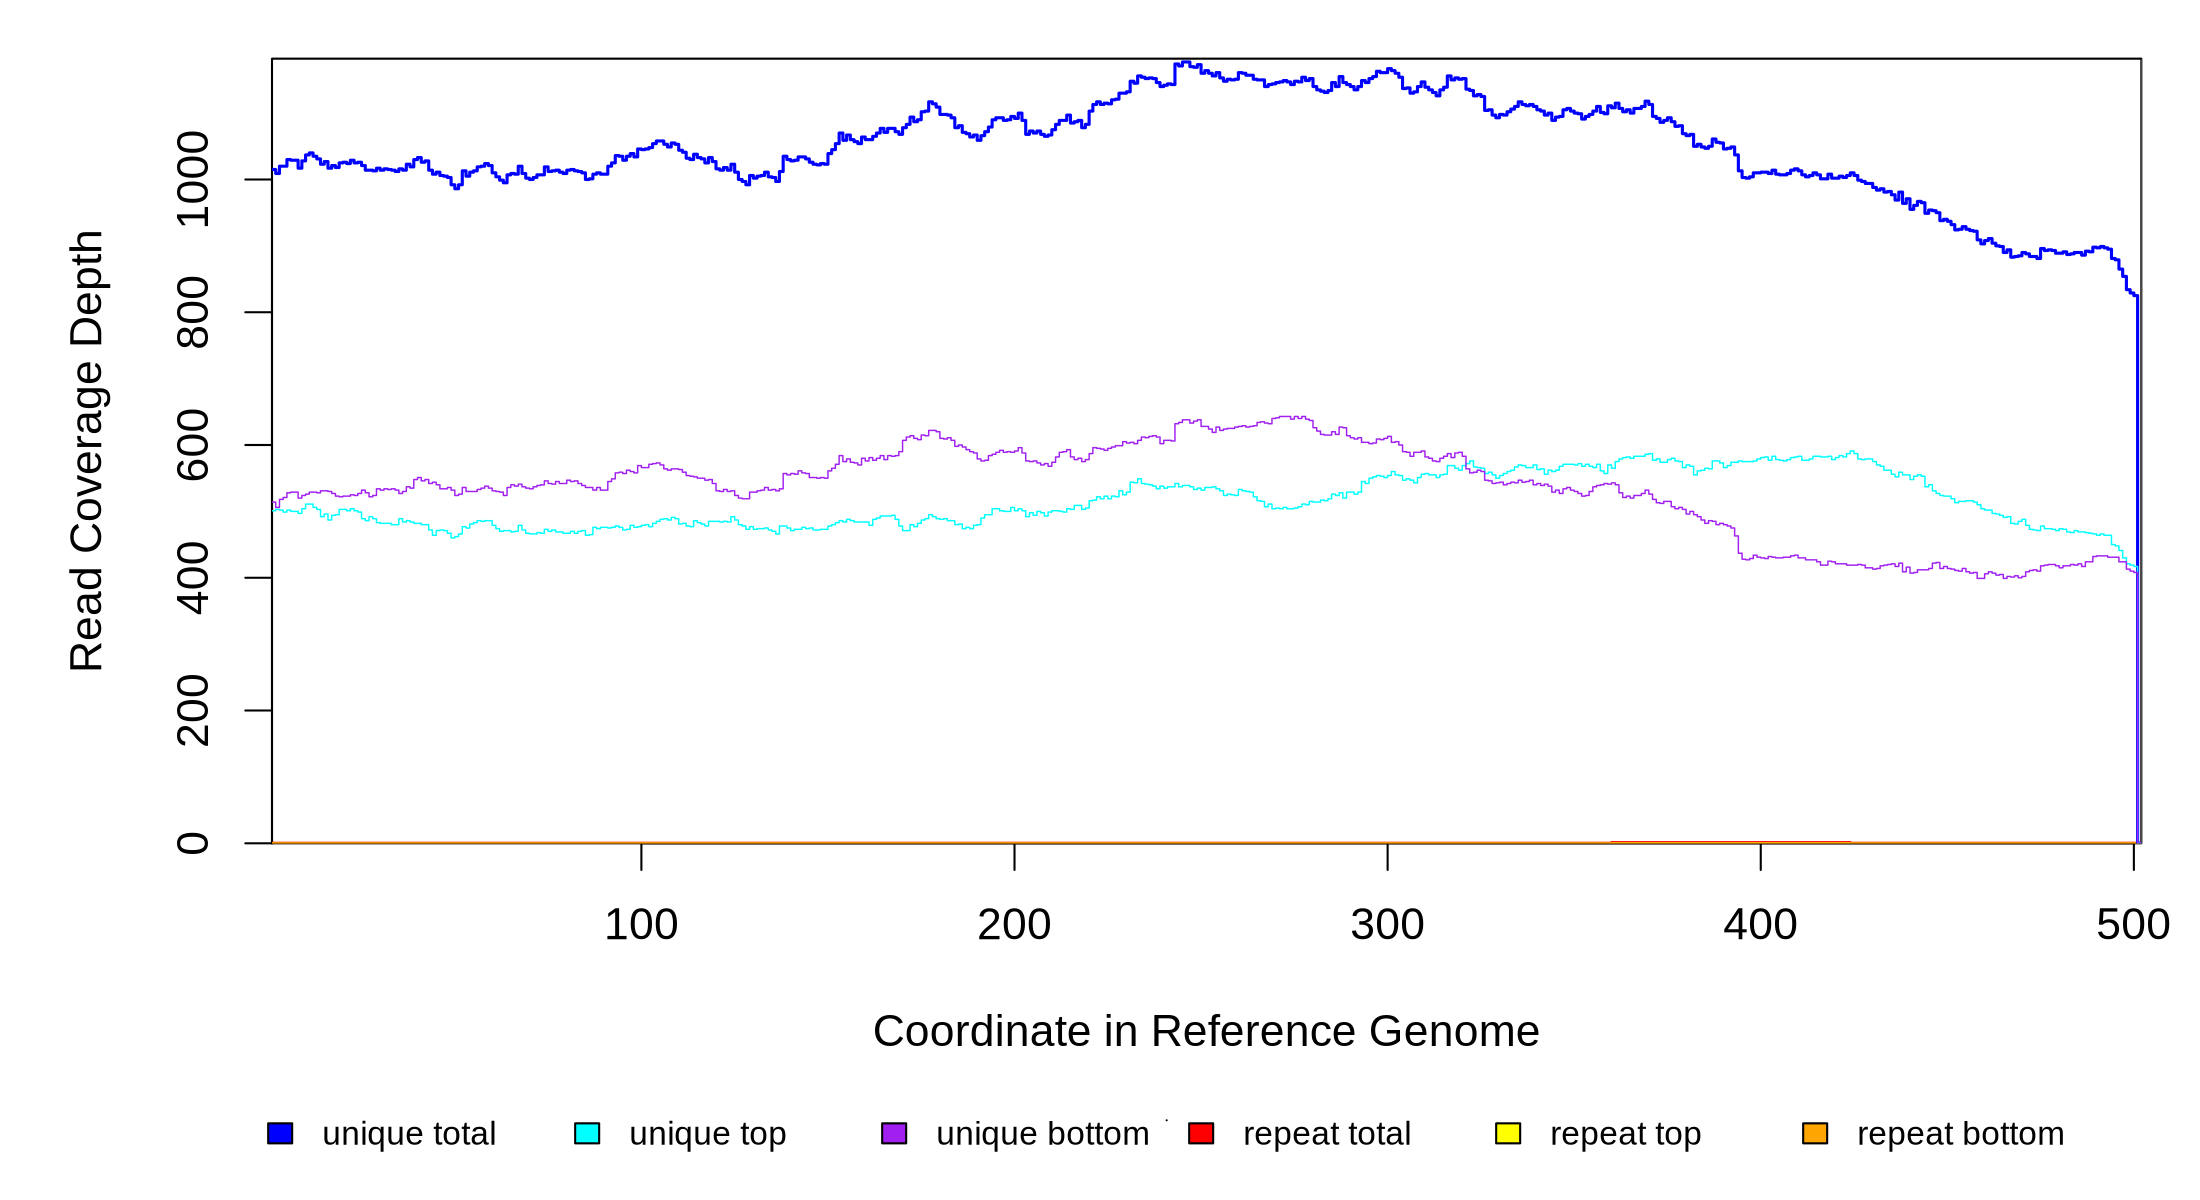 Read Coverage Depth
1000
800
600
400
200
0
100 200 300 400 500
Coordinate in Reference Genome
unique total unique top unique bottom repeat total repeat top repeat bottom